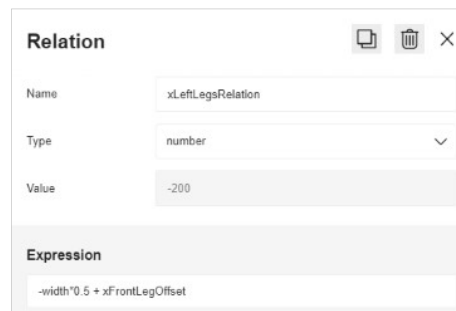 Relation
Name xLeftLegsRelation
Type number
Value -200
Expression
-width*0.5 + xFrontLegOffset